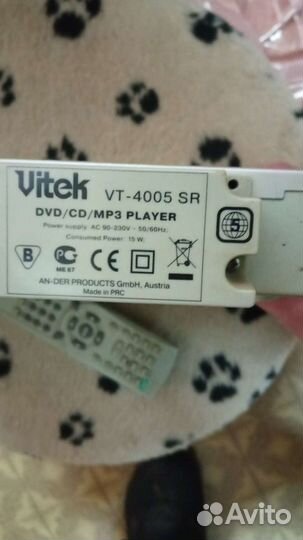 Vitek VT-4005 SR
DVD/CD/MP3 PLAYER
Power supply: AC 90-230V ~ 50/60Hz,
Consumed Power: 15 W;
B
PC
ME 67
5
AN-DER PRODUCTS GmbH, Austria
Made in PRC
Avito